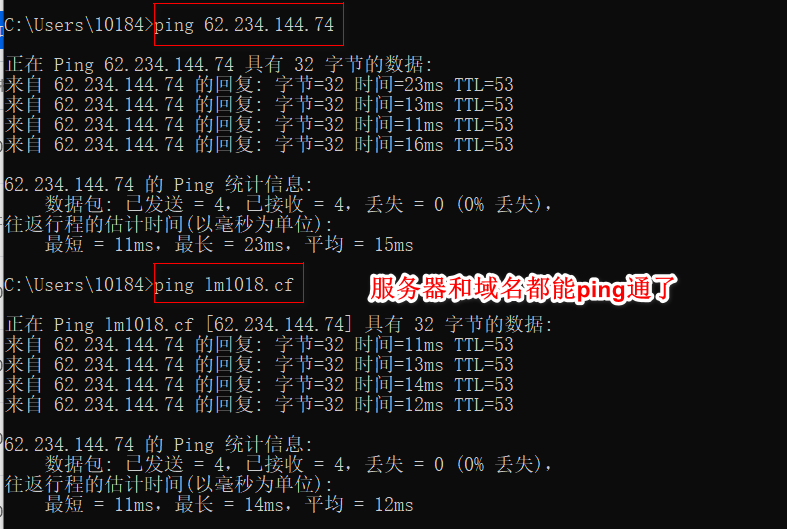 C:\Users\10184>ping 62.234.144.74
正在 Ping 62.234.144.74 具有 32 字节的数据:
来自 62.234.144.74 的回复: 字节=32 时间=23ms TTL=53
来自 62.234.144.74 的回复: 字节=32 时间=13ms TTL=53
来自 62.234.144.74 的回复: 字节=32 时间=11ms TTL=53
来自 62.234.144.74 的回复: 字节=32 时间=16ms TTL=53
62.234.144.74 的 Ping 统计信息:
数据包: 已发送 = 4，已接收 = 4，丢失 = 0 (0% 丢失)，
往返行程的估计时间(以毫秒为单位):
最短 = 11ms，最长 = 23ms，平均 = 15ms
C:\Users\10184>ping lm1018.cf
服务器和域名都能ping通了
正在 Ping lm1018.cf [62.234.144.74] 具有 32 字节的数据:
来自 62.234.144.74 的回复: 字节=32 时间=11ms TTL=53
来自 62.234.144.74 的回复: 字节=32 时间=13ms TTL=53
来自 62.234.144.74 的回复: 字节=32 时间=14ms TTL=53
来自 62.234.144.74 的回复: 字节=32 时间=12ms TTL=53
62.234.144.74 的 Ping 统计信息:
数据包: 已发送 = 4，已接收 = 4，丢失 = 0 (0% 丢失)，
往返行程的估计时间(以毫秒为单位):
最短 = 11ms，最长 = 14ms，平均 = 12ms